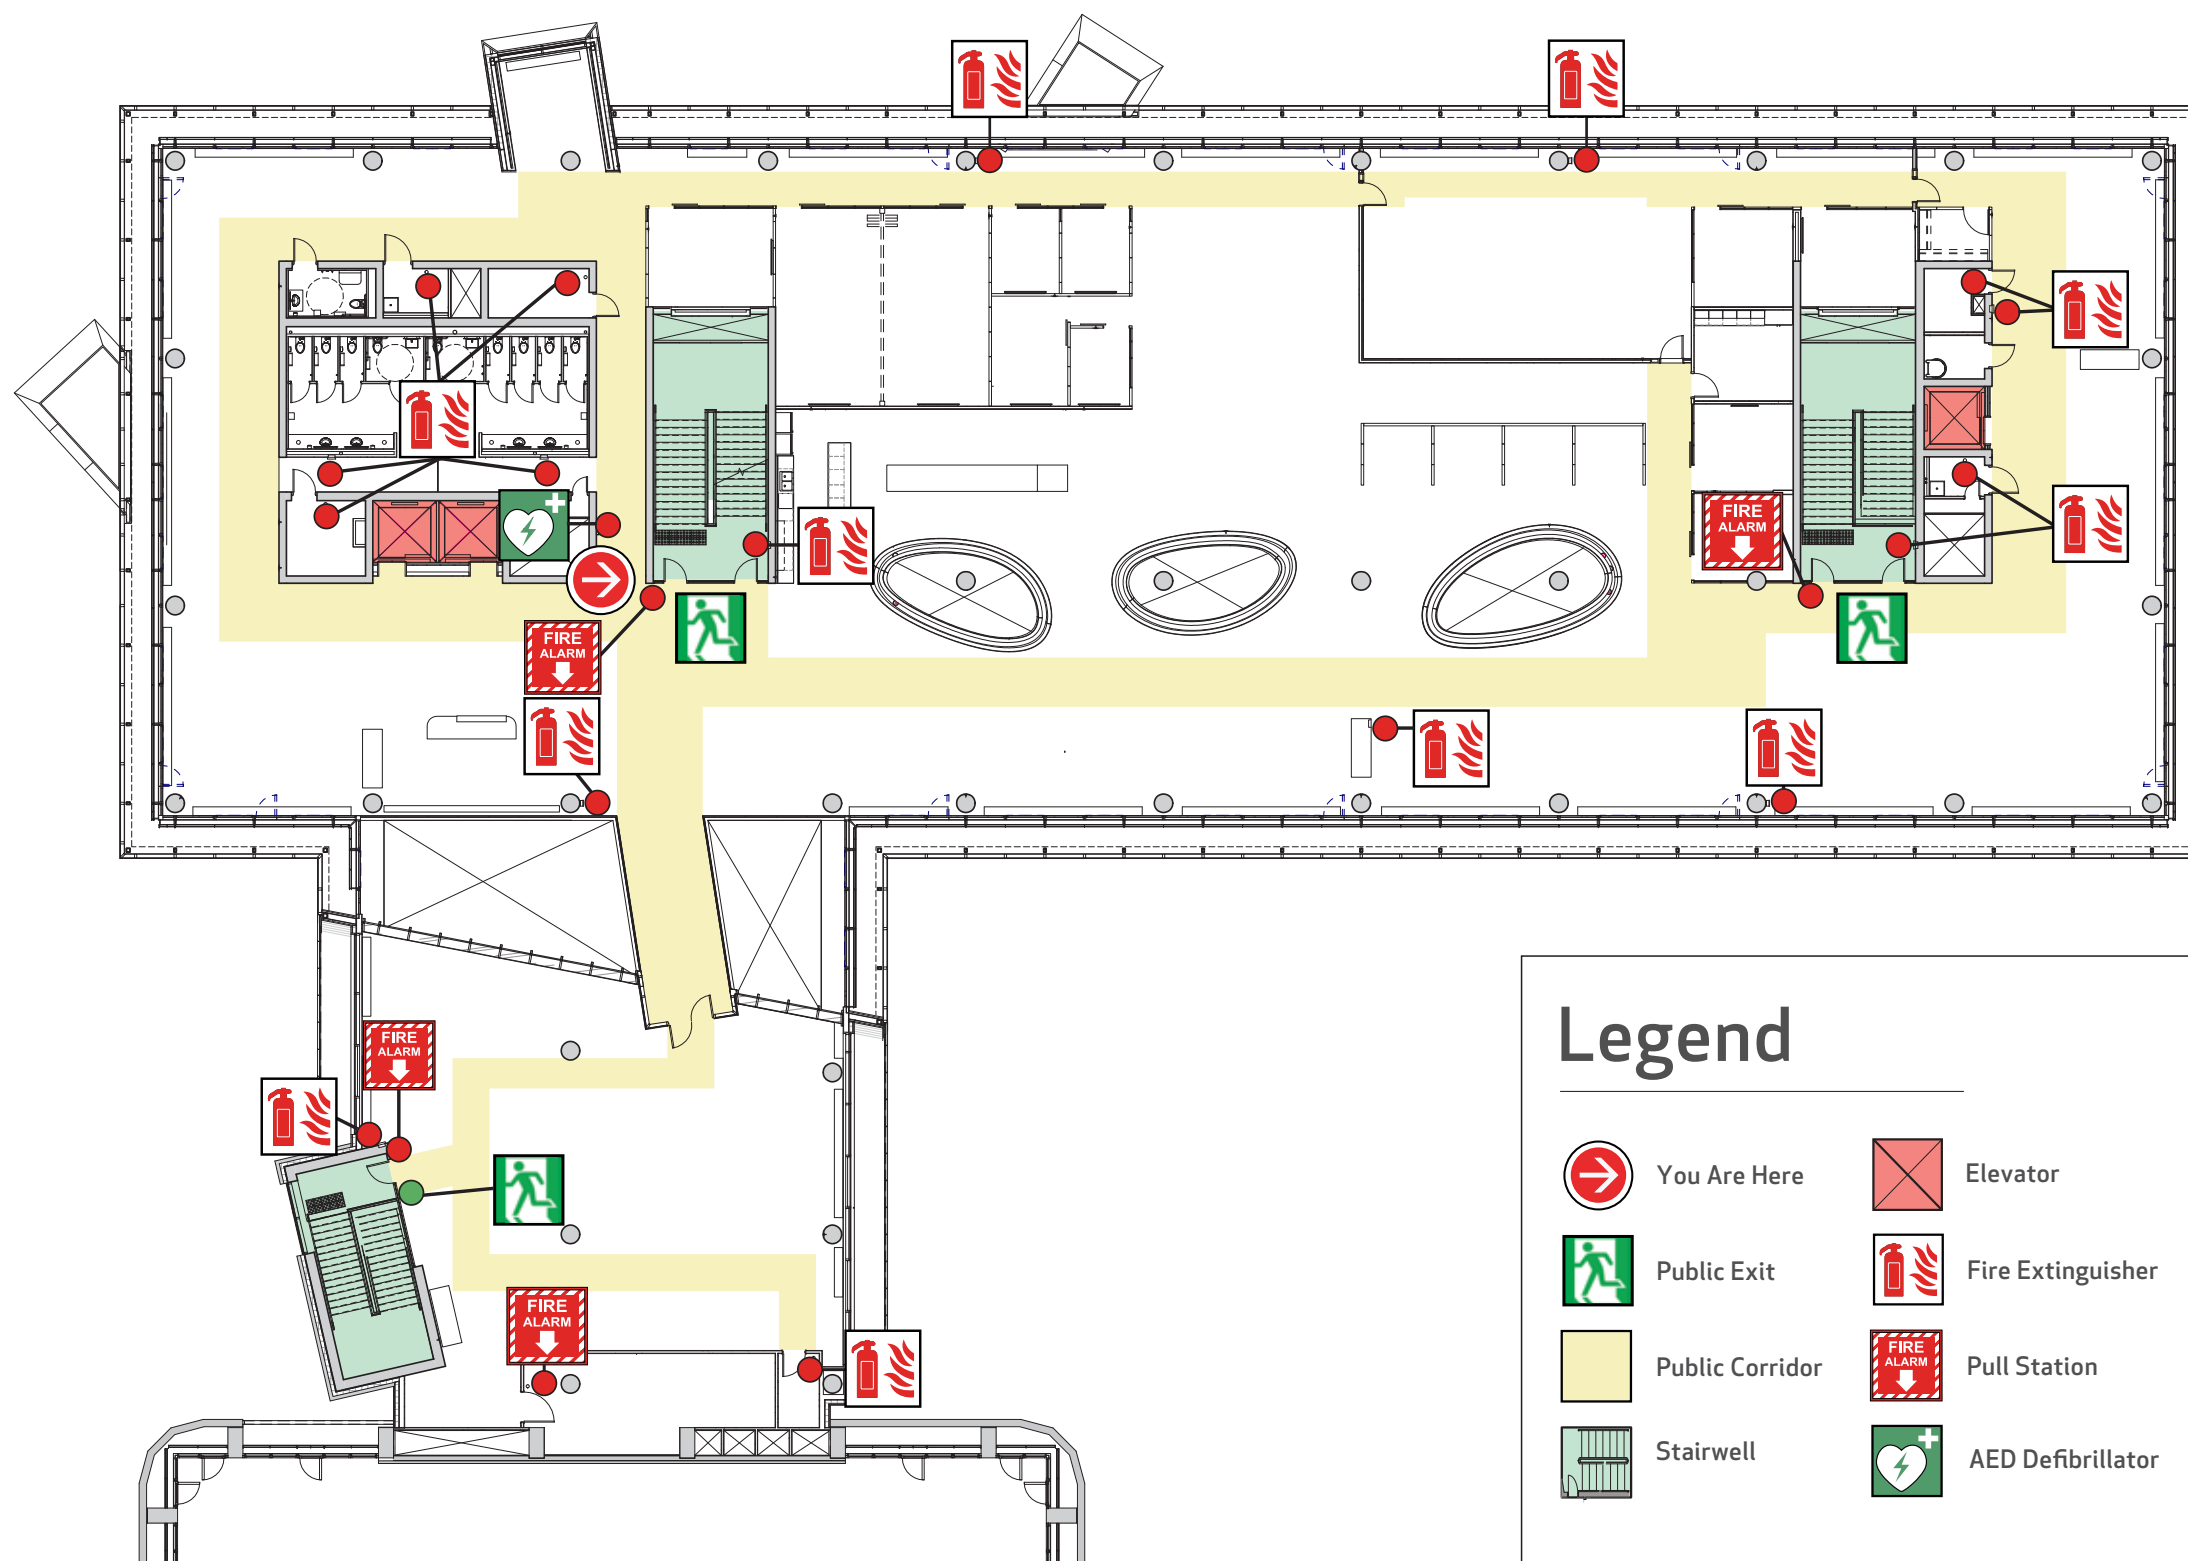 FIRE
ALARM
FIRE
ALARM
FIRE
ALARM
FIRE
ALARM
Legend
You Are Here
Elevator
Public Exit
Fire Extinguisher
Public Corridor
FIRE
ALARM
Pull Station
Stairwell
AED Defibrillator